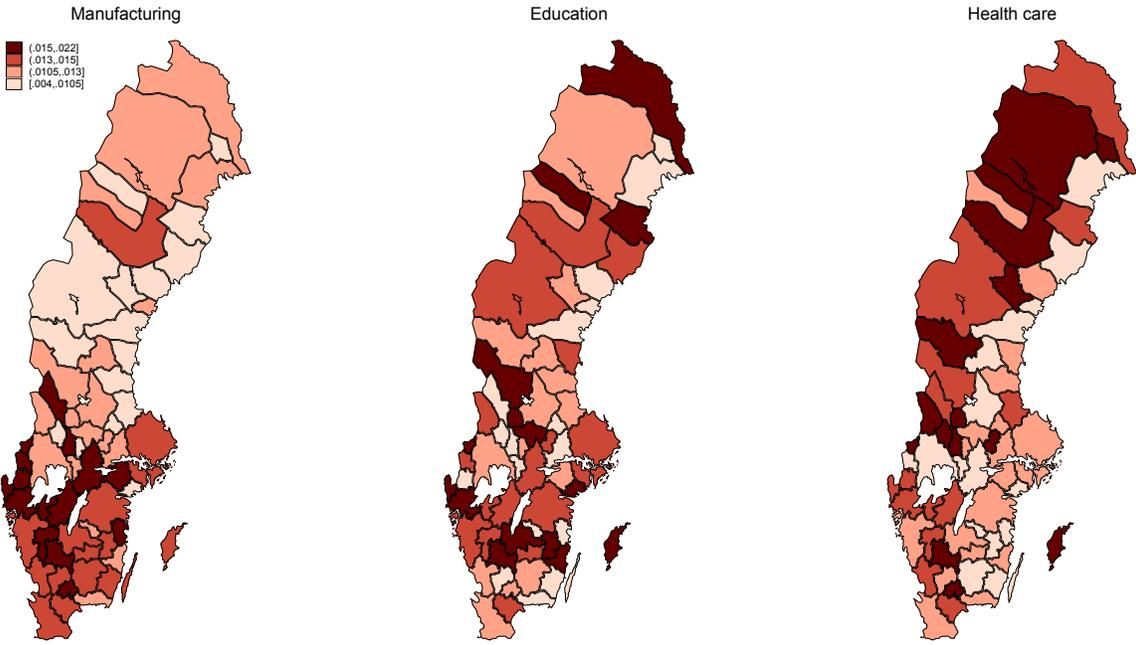 Manufacturing
Education
Health care
(.015,.022]
(.013,.015]
(.0105,.013]
[.004,.0105]